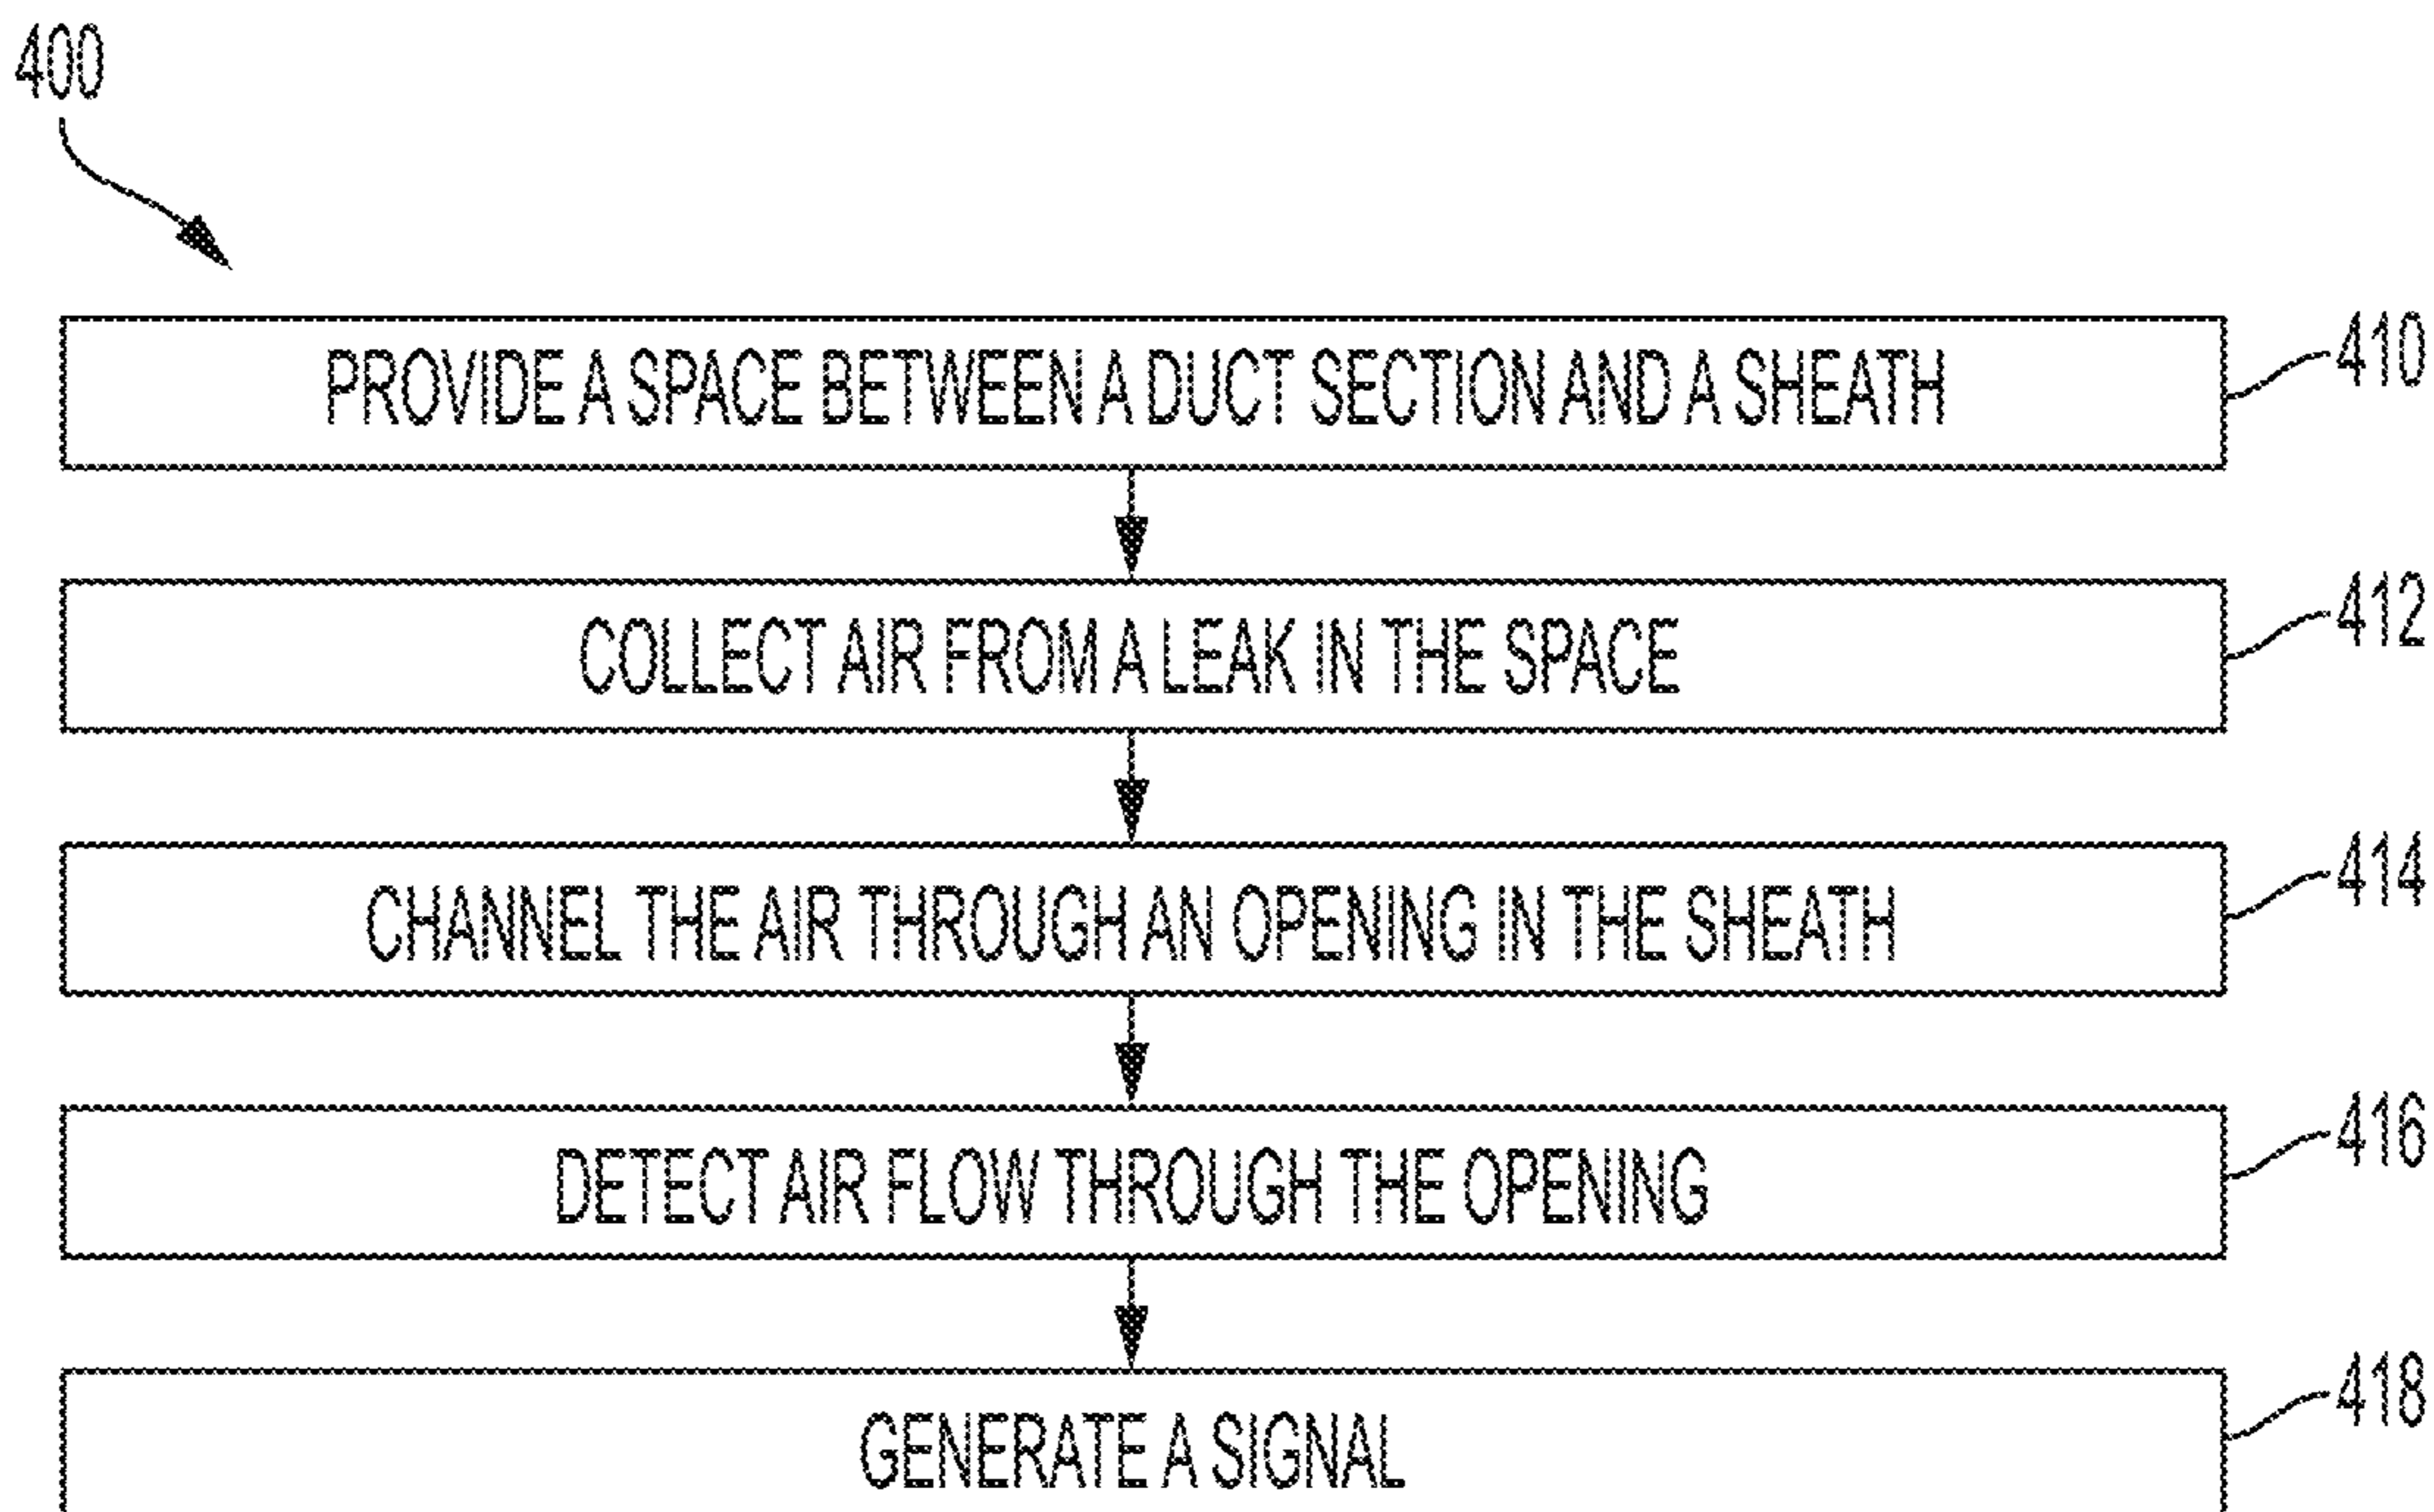 400
PROVIDE A SPACE BETWEEN A DUCT SECTION AND A SHEATH
410
COLLECT AIR FROM A LEAK IN THE SPACE
412
CHANNEL THE AIR THROUGH AN OPENING IN THE SHEATH
414
DETECT AIR FLOW THROUGH THE OPENING
416
GENERATE A SIGNAL
418